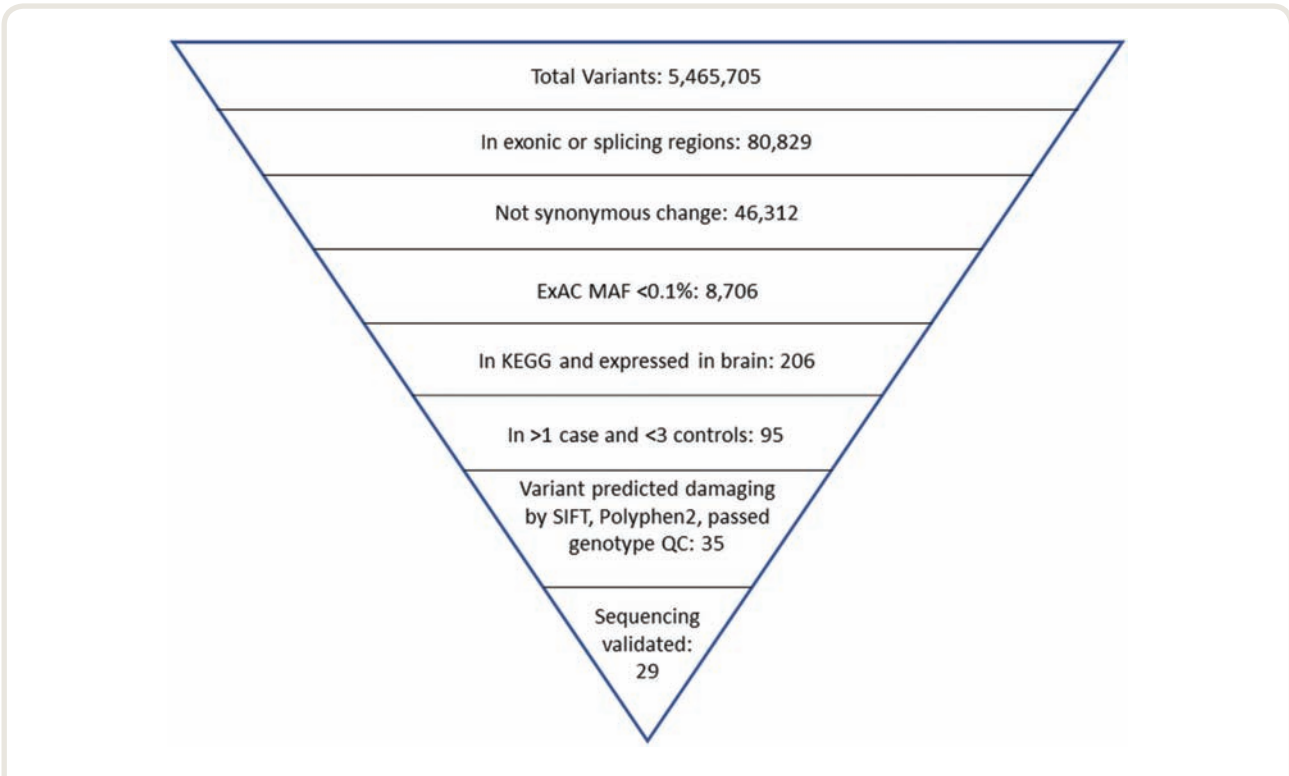 Total Variants: 5,465,705
In exonic or splicing regions: 80,829
Not synonymous change: 46,312
ExAC MAF <0.1%: 8,706
In KEGG and expressed in brain: 206
In >1 case and <3 controls: 95
Variant predicted damaging
by SIFT, Polyphen2, passed
genotype QC: 35
Sequencing
validated:
29